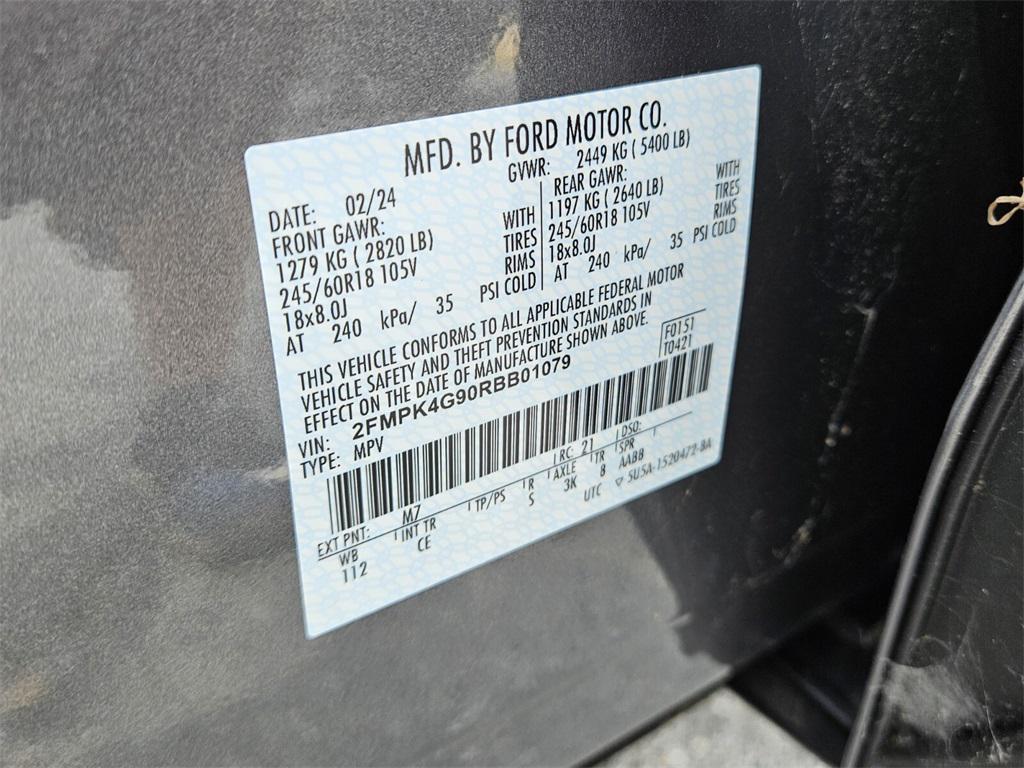 MFD. BY FORD MOTOR CO.
DATE: 02/24 GVWR: 2449 KG ( 5400 LB)
FRONT GAWR: REAR GAWR:
1279 KG ( 2820 LB) WITH 1197 KG ( 2640 LB) WITH
245/60R18 105V TIRES 245/60R18 105V TIRES
18x8.0J RIMS 18x8.0J RIMS
AT 240 kPa/ 35 PSI COLD AT 240 kPa/ 35 PSI COLD
THIS VEHICLE CONFORMS TO ALL APPLICABLE FEDERAL MOTOR
VEHICLE SAFETY AND THEFT PREVENTION STANDARDS IN
EFFECT ON THE DATE OF MANUFACTURE SHOWN ABOVE.
VIN: 2FMPK4G90RBB01079
TYPE: MPV
F0151
T0421
EXT PNT: M7 RC: 21 DSO:
WB INT TR TP/PS R AXLE TR SPR
112 CE S 3K 8 AABB
UTC ▽ 5U5A-1520472-BA